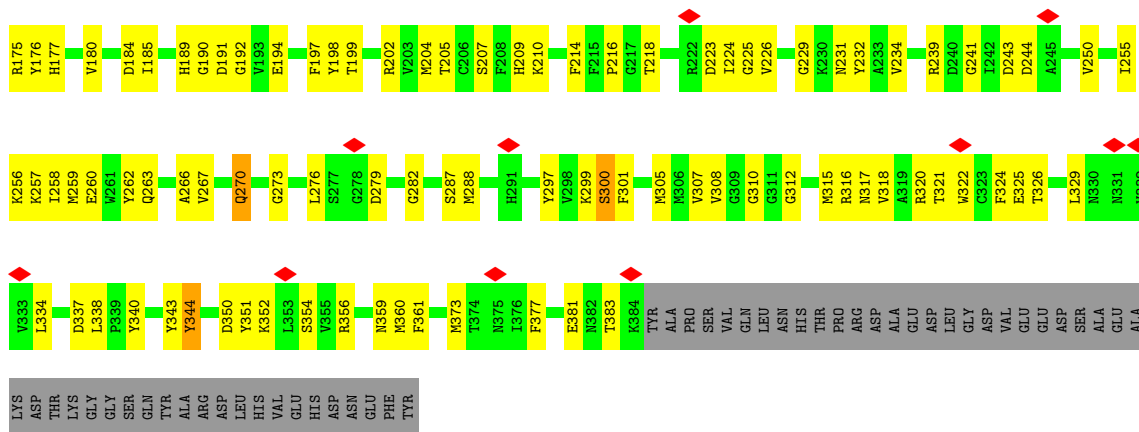 R175 Y176 H177 V180 D184 I185 H189 G190 D191 G192 V193 E194 F197 Y198 T199 R202 V203 M204 T205 C206 S207 F208 H209 K210 F214 F215 P216 G217 T218 R222 D223 I224 G225 V226 G229 K230 N231 Y232 A233 V234 R239 D240 G241 I242 D243 D244 A245 V250 I255
K256 K257 I258 M259 E260 W261 Y262 Q263 A266 V267 Q270 G273 L276 S277 G278 D279 G282 S287 M288 H291 Y297 V298 K299 S300 F301 M305 M306 V307 V308 G309 G310 G311 G312 M315 R316 N317 V318 A319 R320 T321 W322 C323 F324 E325 T326 L329 N330 N331
V333 L334 D337 L338 P339 Y340 Y343 Y344 D350 Y351 K352 L353 S354 V355 R356 N359 M360 F361 M373 T374 N375 I376 F377 E381 N382 T383 K384 TYR ALA PRO SER VAL GLN LEU ASN HIS THR PRO ARG ASP ALA GLU ASP LEU GLY ASP VAL GLU GLU ASP SER ALA GLU ALA
LYS ASP THR LYS GLY GLY SER GLN TYR ALA ARG ASP LEU HIS VAL GLU HIS ASP ASN GLU PHE TYR